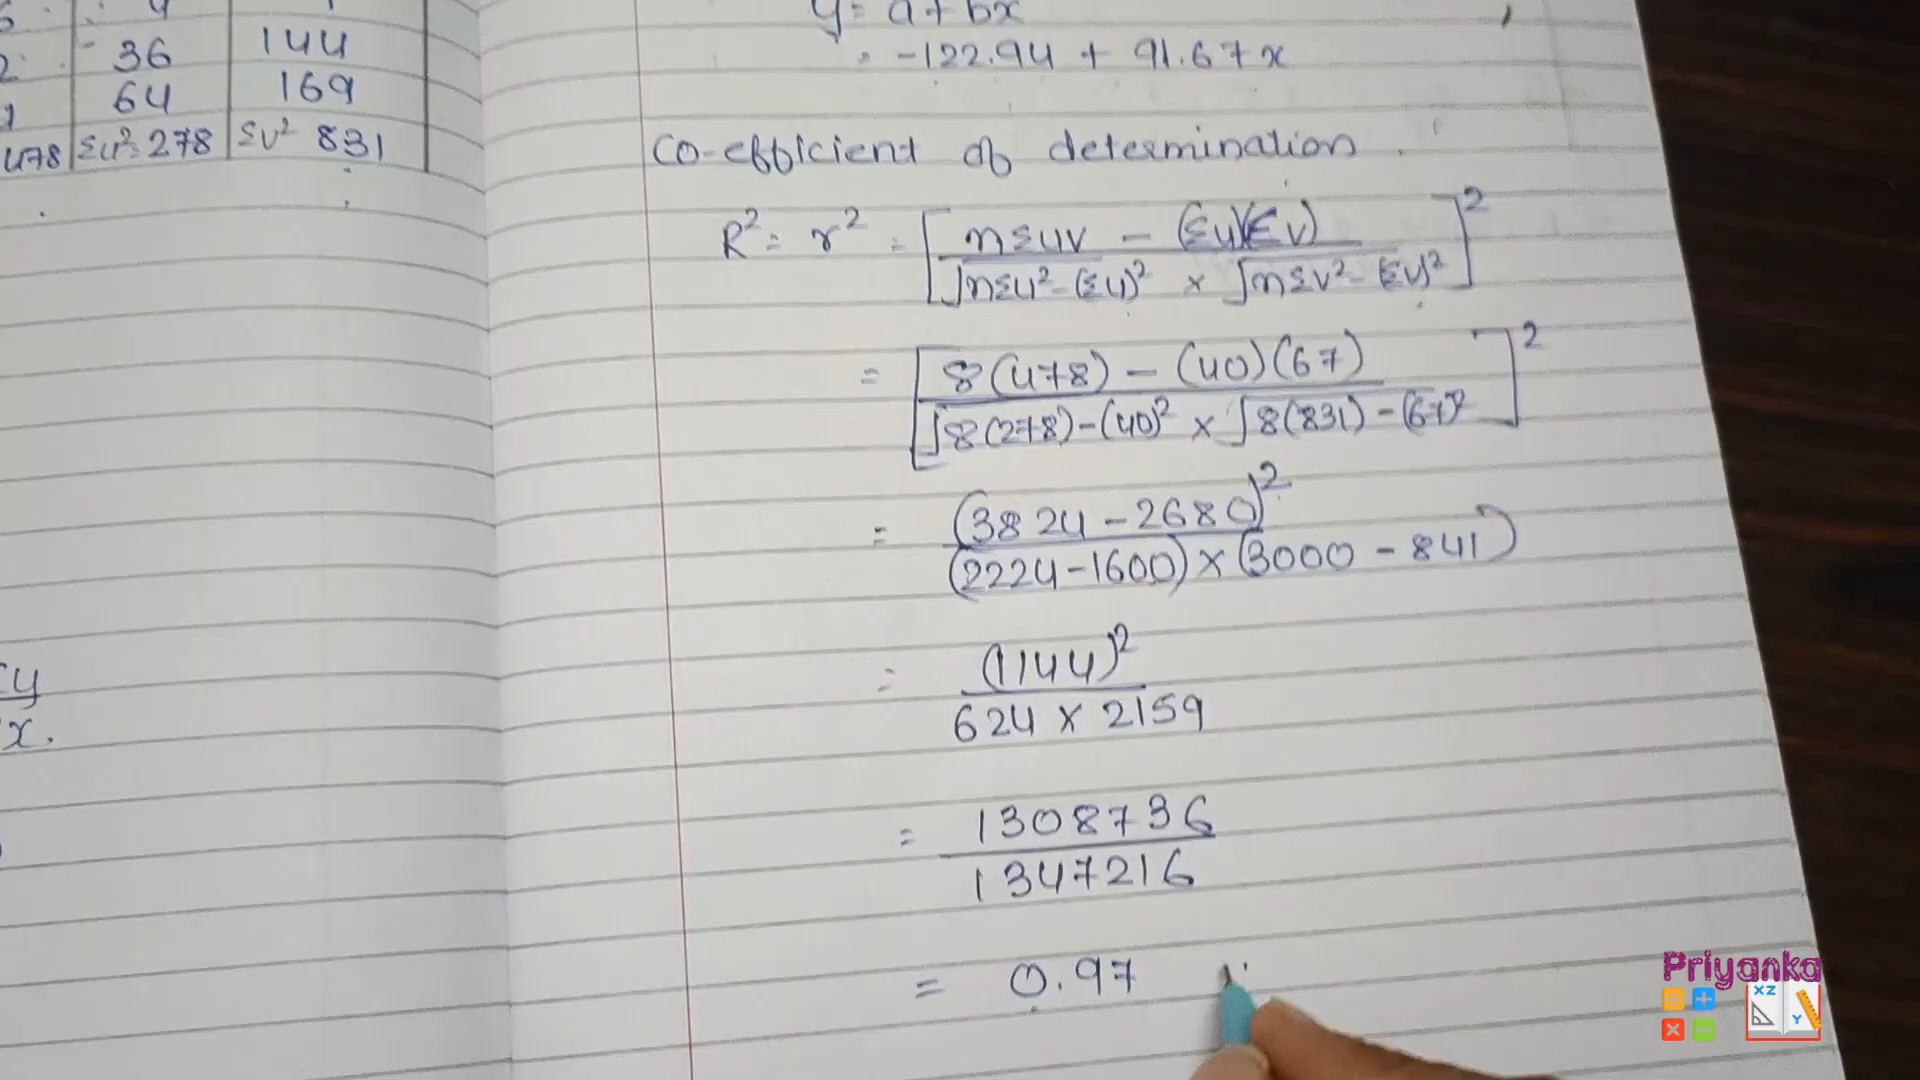 36 144
64 169
478 Σu²=278 Σv² 831
y
x.
y = a + bx
= -122.94 + 91.67x
Co-efficient of determination.
R² = r² = [nΣuv - (Σu)(Σv) / √nΣu² - (Σu)² × √nΣv² - (Σv)²]²
= [8(478) - (40)(67) / √8(278) - (40)² × √8(831) - (67)²]²
= (3824 - 2680)² / (2224 - 1600) × (3000 - 841)
= (1144)² / 624 × 2159
= 1308736 / 1347216
= 0.97
Priyanka
XZ
Y